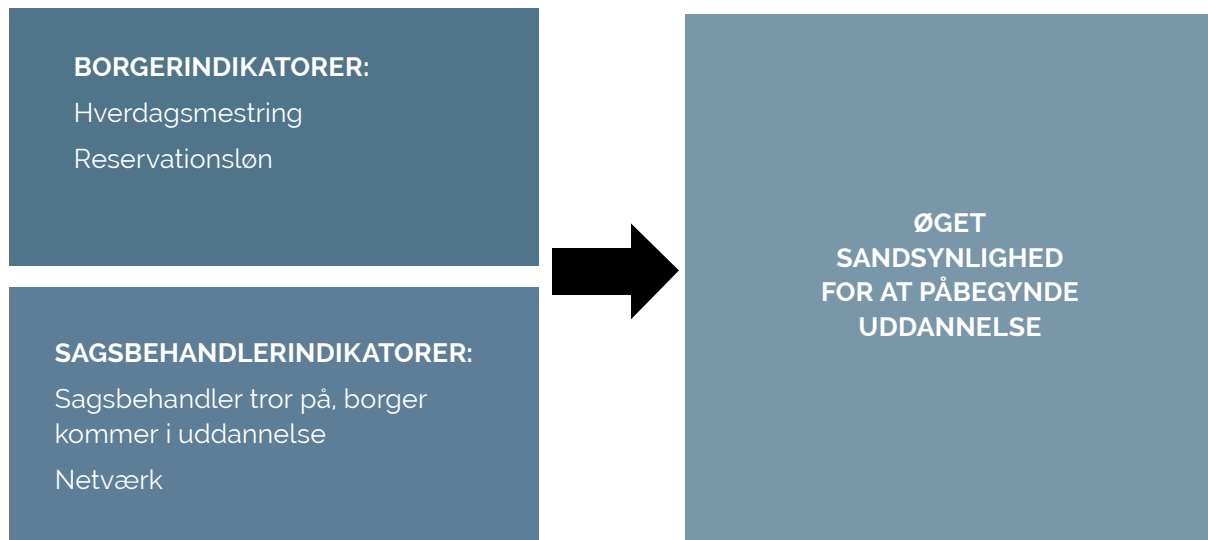 BORGERINDIKATORER:
Hverdagsmestring
Reservationsløn
SAGSBEHANDLERINDIKATORER:
Sagsbehandler tror på, borger
kommer i uddannelse
Netværk
ØGET
SANDSYNLIGHED
FOR AT PÅBEGYNDE
UDDANNELSE